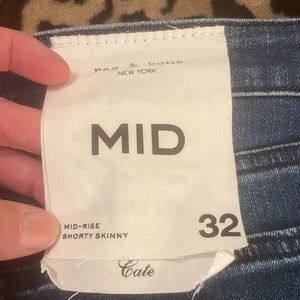 rag & bone
NEW YORK
MID
MID-RISE
SHORTY SKINNY
32
Cate